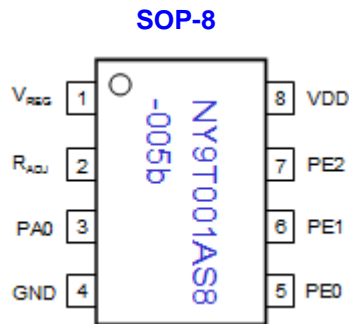 SOP-8
VREG 1 8 VDD
RADJ 2 7 PE2
PA0 3 6 PE1
GND 4 5 PE0
NY9T001AS8
-005b